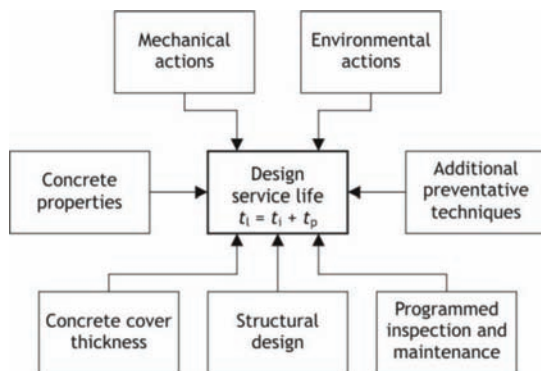 Mechanical
actions
Environmental
actions
Concrete
properties
Design
service life
tₗ = tᵢ + tₚ
Additional
preventative
techniques
Concrete cover
thickness
Structural
design
Programmed
inspection and
maintenance